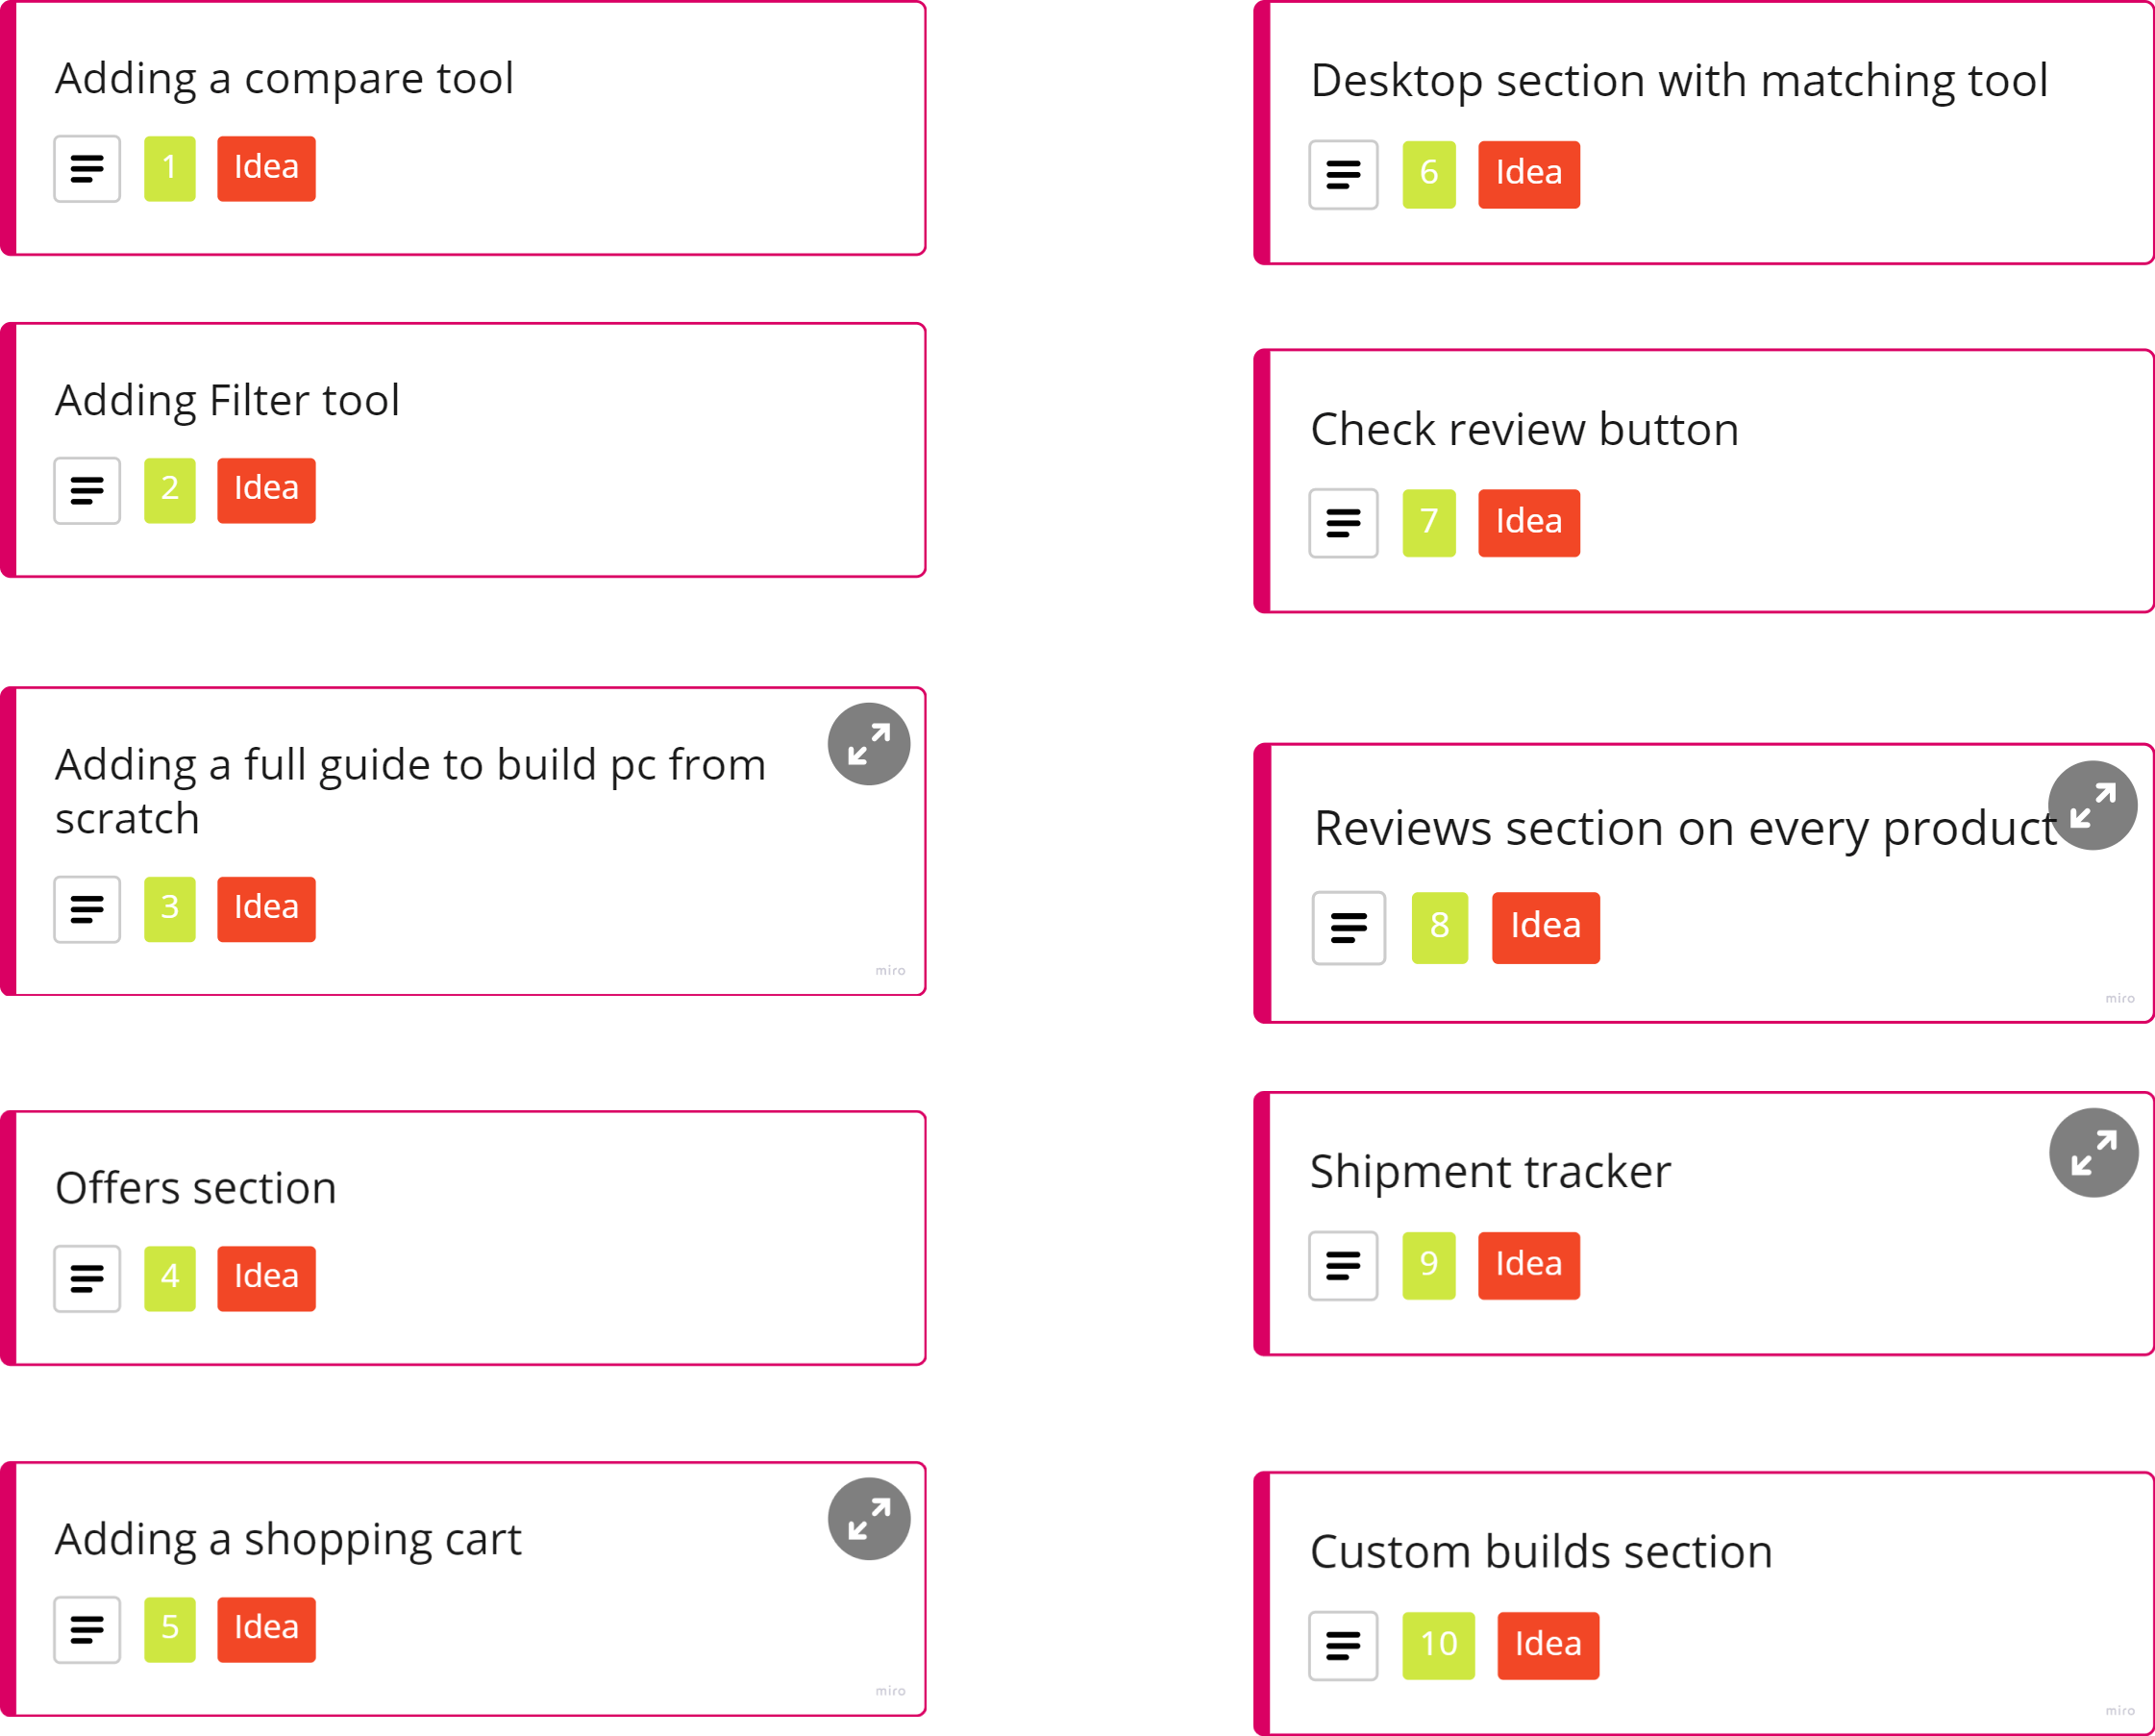 Adding a compare tool
1 Idea
Adding Filter tool
2 Idea
Adding a full guide to build pc from
scratch
3 Idea
miro
Offers section
4 Idea
Adding a shopping cart
5 Idea
miro
Desktop section with matching tool
6 Idea
Check review button
7 Idea
Reviews section on every product
8 Idea
miro
Shipment tracker
9 Idea
Custom builds section
10 Idea
miro